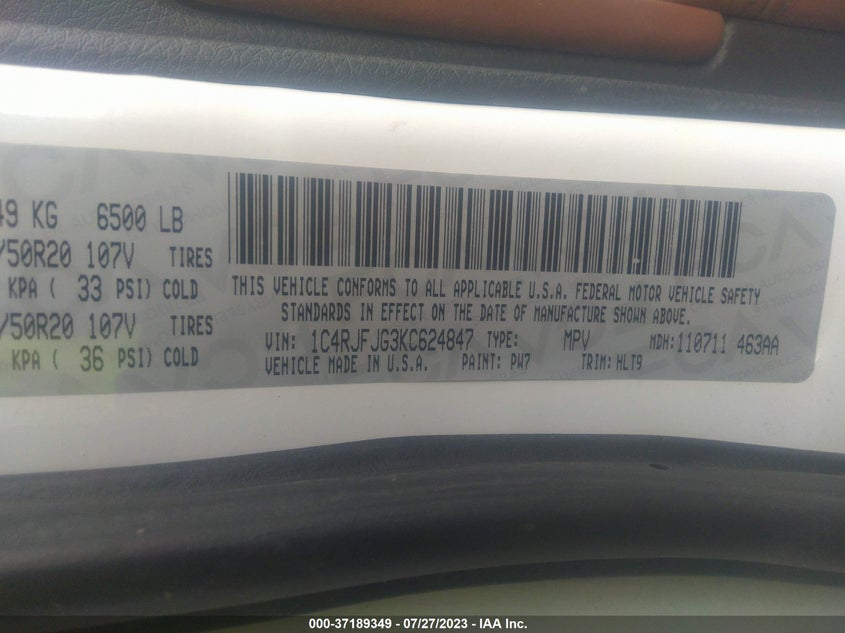 49 KG 6500 LB
/50R20 107V TIRES
KPA ( 33 PSI) COLD
/50R20 107V TIRES
KPA ( 36 PSI) COLD
THIS VEHICLE CONFORMS TO ALL APPLICABLE U.S.A. FEDERAL MOTOR VEHICLE SAFETY
STANDARDS IN EFFECT ON THE DATE OF MANUFACTURE SHOWN ABOVE.
VIN: 1C4RJFJG3KC624847 TYPE: MPV MDH:110711 463AA
VEHICLE MADE IN U.S.A. PAINT: PW7 TRIM: HLT9
000-37189349 / 07/27/2023 - IAA Inc.